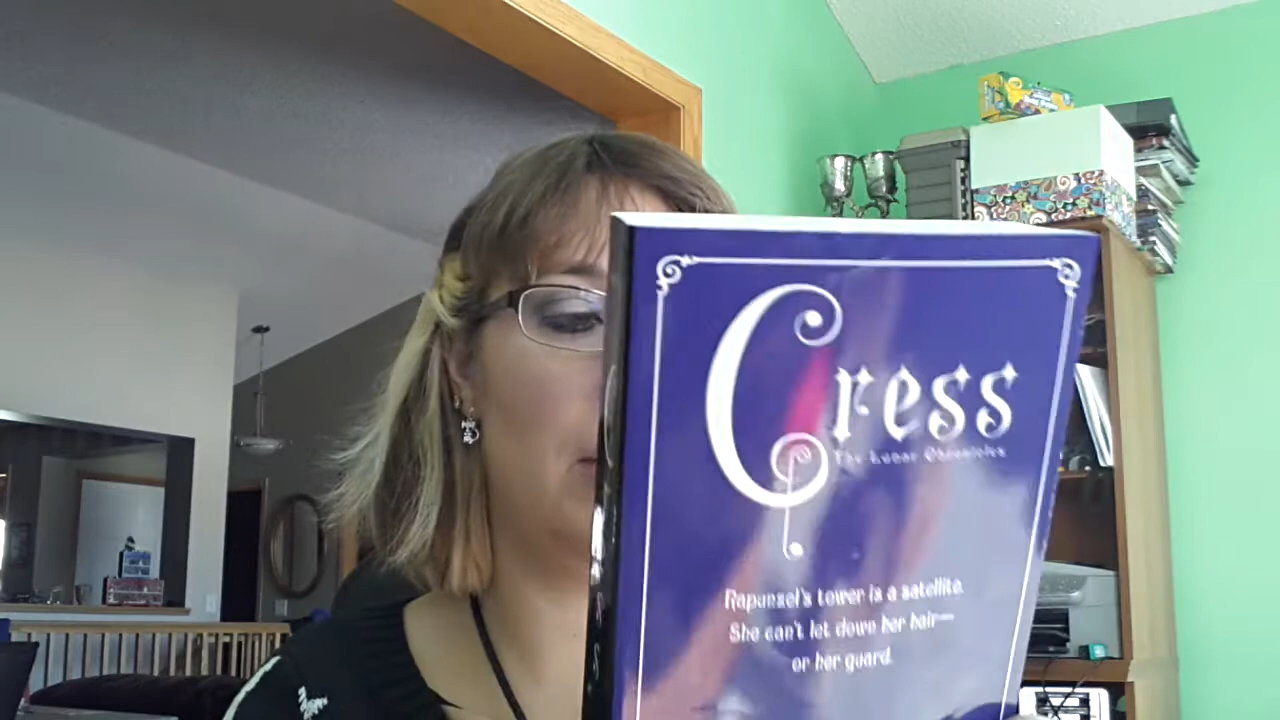 Cress
The Lunar Chronicles
Rapunzel's tower is a satellite.
She can't let down her hair—
or her guard.